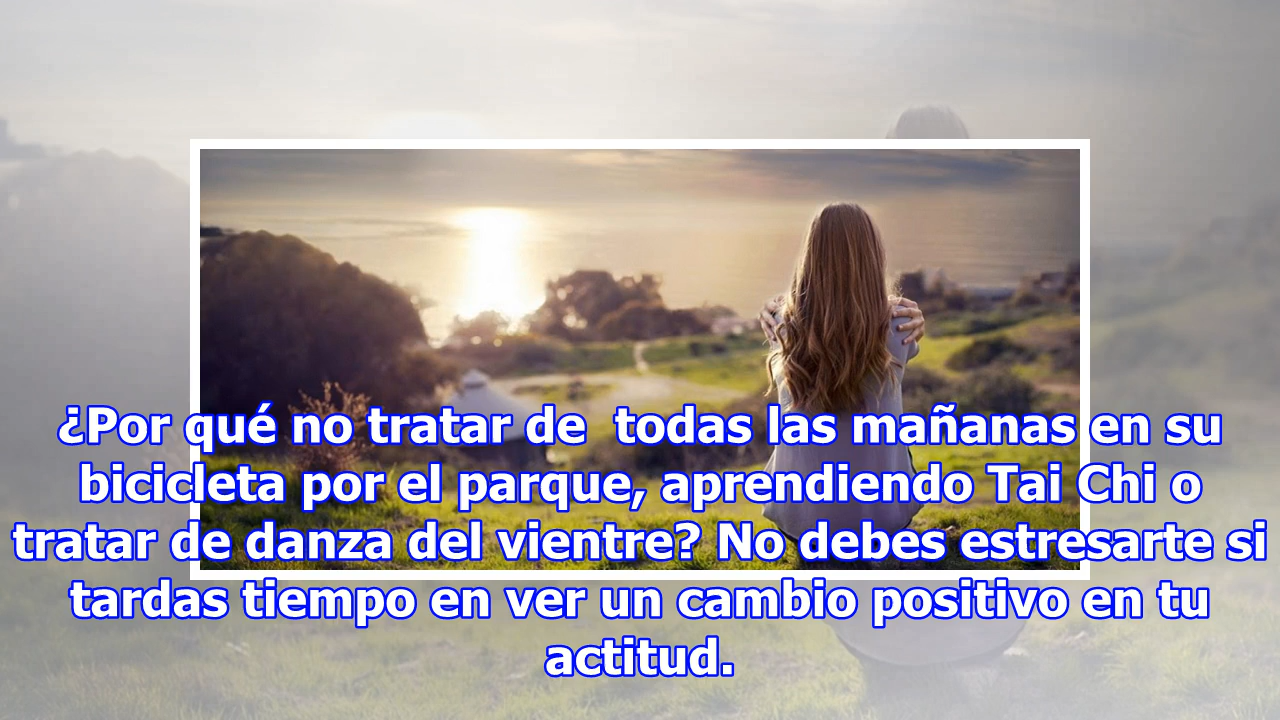 ¿Por qué no tratar de  todas las mañanas en su
bicicleta por el parque, aprendiendo Tai Chi o
tratar de danza del vientre? No debes estresarte si
tardas tiempo en ver un cambio positivo en tu
actitud.